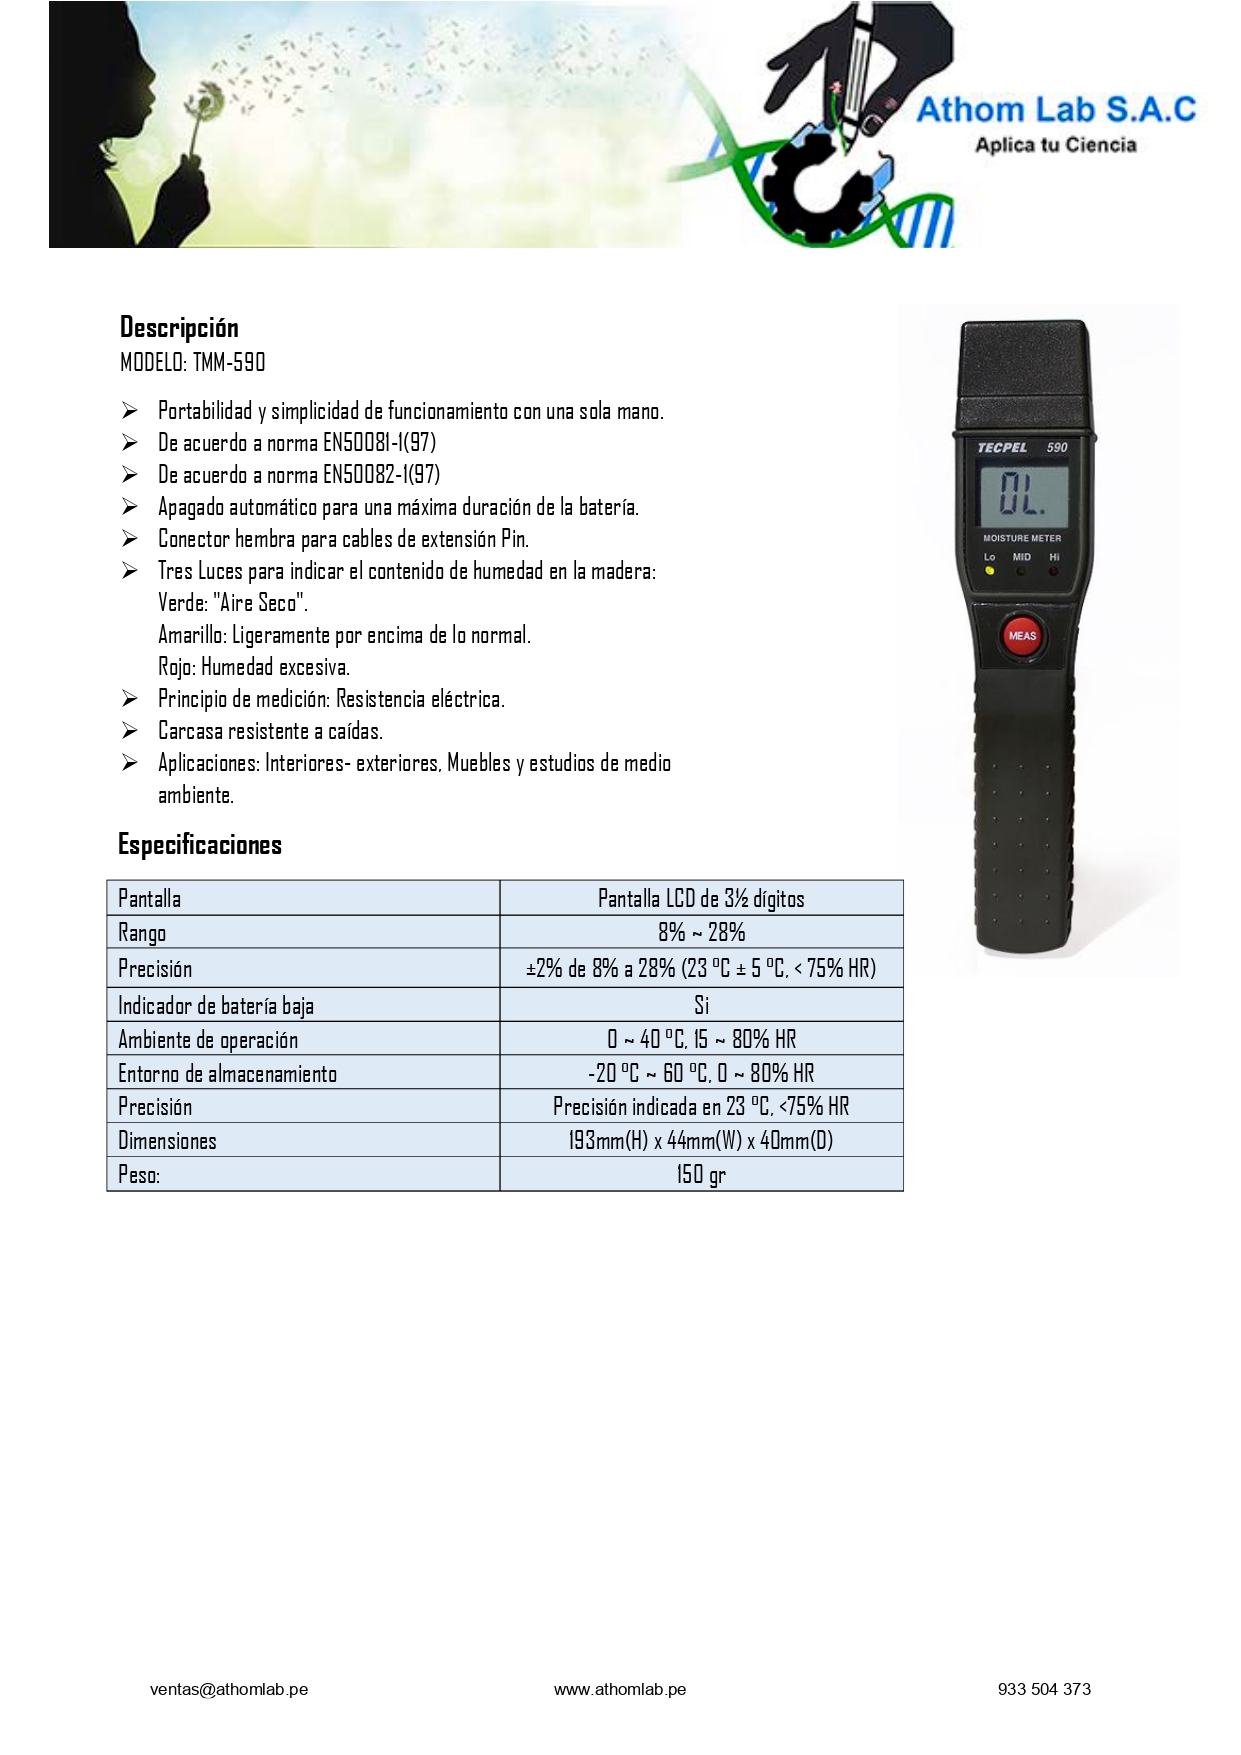 Athom Lab S.A.C
Aplica tu Ciencia
Descripción
MODELO: TMM-590
➢ Portabilidad y simplicidad de funcionamiento con una sola mano.
➢ De acuerdo a norma EN50081-1(97)
➢ De acuerdo a norma EN50082-1(97)
➢ Apagado automático para una máxima duración de la batería.
➢ Conector hembra para cables de extensión Pin.
➢ Tres Luces para indicar el contenido de humedad en la madera:
Verde: "Aire Seco".
Amarillo: Ligeramente por encima de lo normal.
Rojo: Humedad excesiva.
➢ Principio de medición: Resistencia eléctrica.
➢ Carcasa resistente a caídas.
➢ Aplicaciones: Interiores- exteriores, Muebles y estudios de medio
ambiente.
TECPEL 590
OL.
MOISTURE METER
Lo MID Hi
MEAS
Especificaciones
Pantalla Pantalla LCD de 3½ dígitos
Rango 8% ~ 28%
Precisión ±2% de 8% a 28% (23 ºC ± 5 ºC, < 75% HR)
Indicador de batería baja Si
Ambiente de operación 0 ~ 40 ºC, 15 ~ 80% HR
Entorno de almacenamiento -20 ºC ~ 60 ºC, 0 ~ 80% HR
Precisión Precisión indicada en 23 ºC, <75% HR
Dimensiones 193mm(H) x 44mm(W) x 40mm(D)
Peso: 150 gr
ventas@athomlab.pe www.athomlab.pe 933 504 373